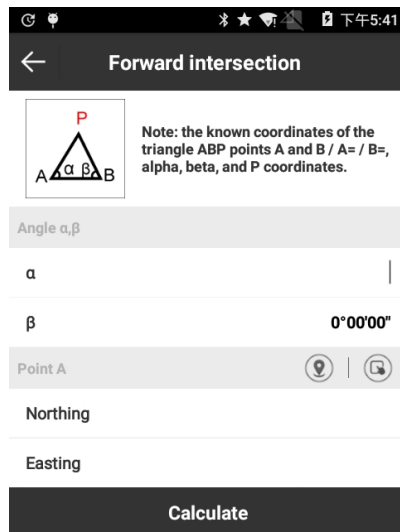 下午5:41
Forward intersection
P
A α β B
Note: the known coordinates of the
triangle ABP points A and B / A= / B=,
alpha, beta, and P coordinates.
Angle α,β
α
β 0°00'00"
Point A
Northing
Easting
Calculate